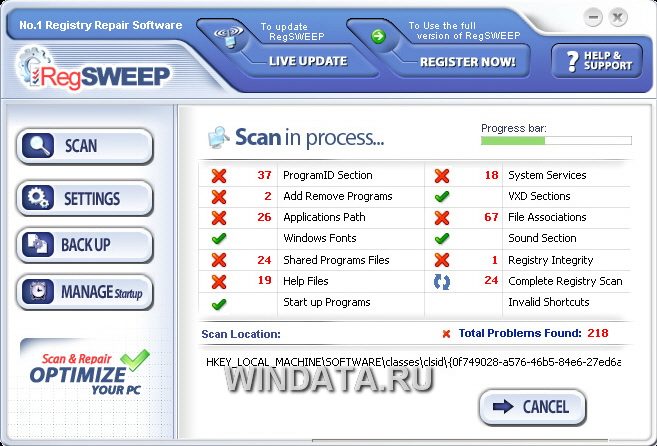 No.1 Registry Repair Software
To update
RegSWEEP
LIVE UPDATE
To Use the full
version of RegSWEEP
REGISTER NOW!
? HELP &
SUPPORT
RegSWEEP
SCAN
SETTINGS
BACK UP
MANAGE Startup
Scan & Repair
OPTIMIZE
YOUR PC
Scan in process...
Progress bar:
37 ProgramID Section
18 System Services
2 Add Remove Programs
VXD Sections
26 Applications Path
67 File Associations
Windows Fonts
Sound Section
24 Shared Programs Files
1 Registry Integrity
19 Help Files
24 Complete Registry Scan
Start up Programs
Invalid Shortcuts
Scan Location:
Total Problems Found: 218
HKEY_LOCAL_MACHINE\SOFTWARE\classes\clsid\{0f749028-a576-46b5-84e6-27ed6a
WINDATA.RU
CANCEL